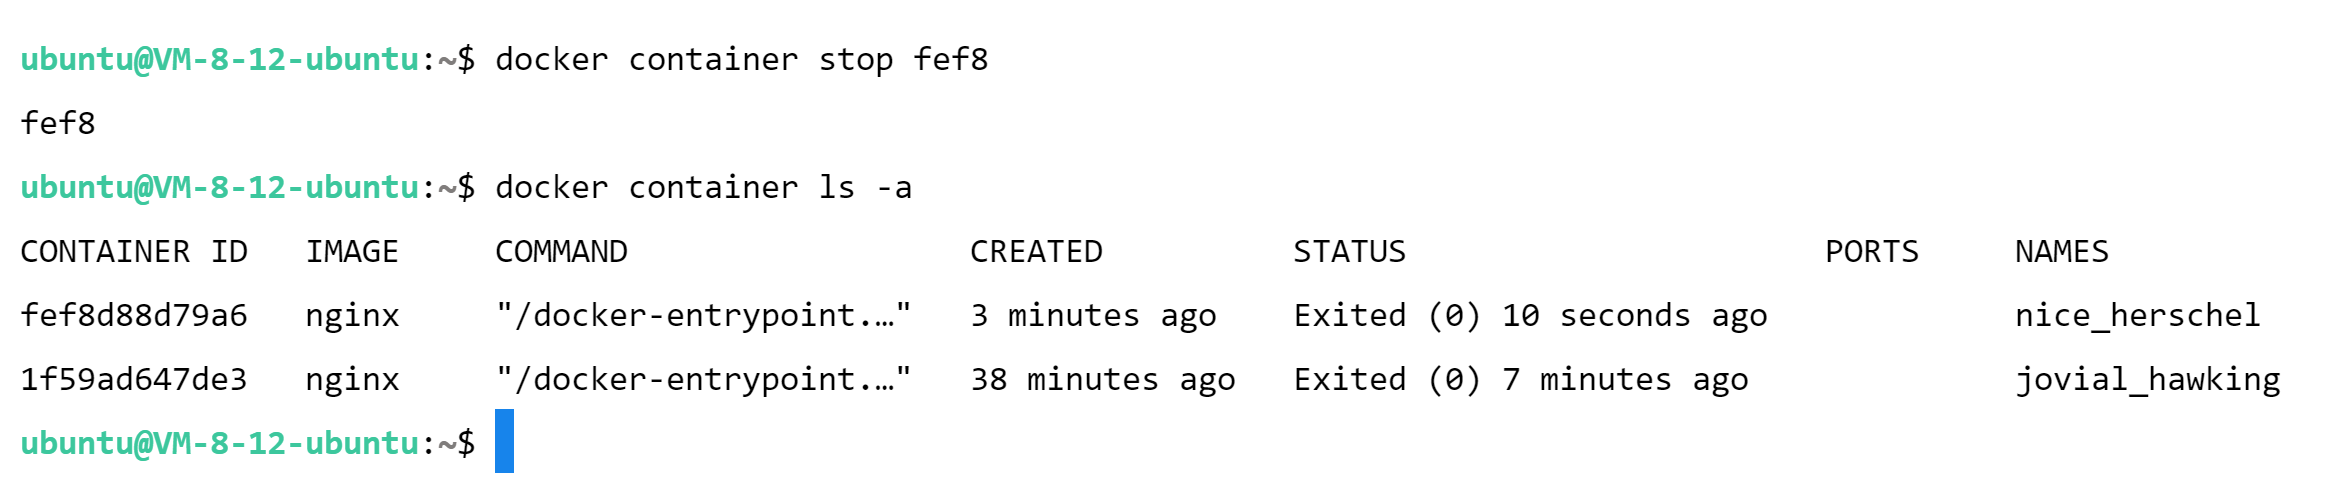 ubuntu@VM-8-12-ubuntu:~$ docker container stop fef8
fef8
ubuntu@VM-8-12-ubuntu:~$ docker container ls -a
CONTAINER ID   IMAGE     COMMAND                  CREATED          STATUS                      PORTS     NAMES
fef8d88d79a6   nginx     "/docker-entrypoint.…"   3 minutes ago    Exited (0) 10 seconds ago             nice_herschel
1f59ad647de3   nginx     "/docker-entrypoint.…"   38 minutes ago   Exited (0) 7 minutes ago              jovial_hawking
ubuntu@VM-8-12-ubuntu:~$